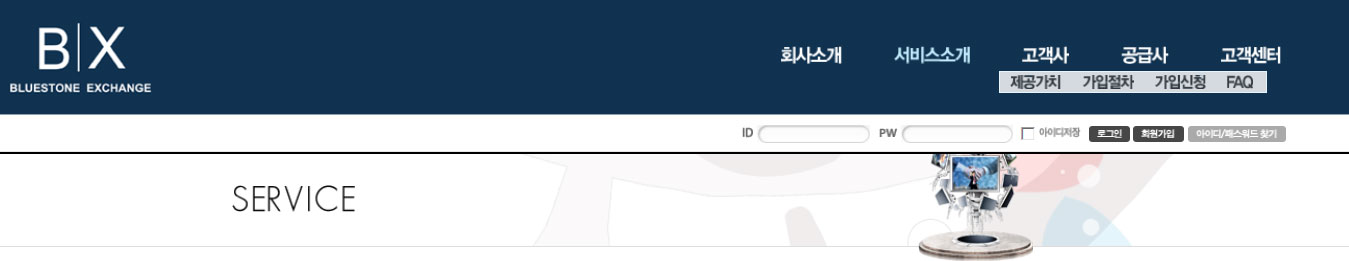 B|X
BLUESTONE EXCHANGE
회사소개 서비스소개 고객사 공급사 고객센터
제공가치 가입절차 가입신청 FAQ
ID PW 아이디저장 로그인 회원가입 아이디/패스워드 찾기
SERVICE